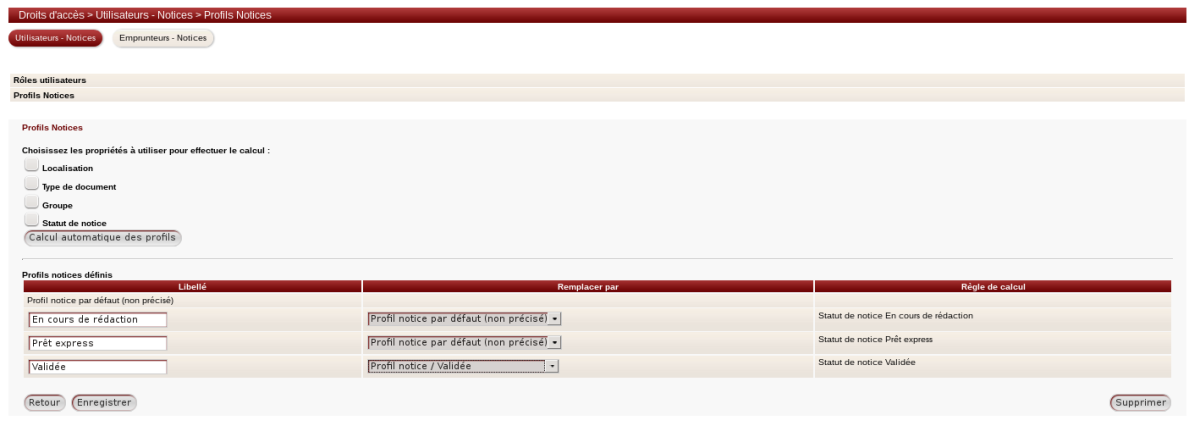 Droits d'accès > Utilisateurs - Notices > Profils Notices
Utilisateurs - Notices Emprunteurs - Notices
Rôles utilisateurs
Profils Notices
Profils Notices
Choisissez les propriétés à utiliser pour effectuer le calcul :
Localisation
Type de document
Groupe
Statut de notice
Calcul automatique des profils
Profils notices définis
Libellé Remplacer par Régle de calcul
Profil notice par défaut (non précisé)
En cours de rédaction Profil notice par défaut (non précisé) Statut de notice En cours de rédaction
Prêt express Profil notice par défaut (non précisé) Statut de notice Prêt express
Validée Profil notice / Validée Statut de notice Validée
Retour Enregistrer Supprimer